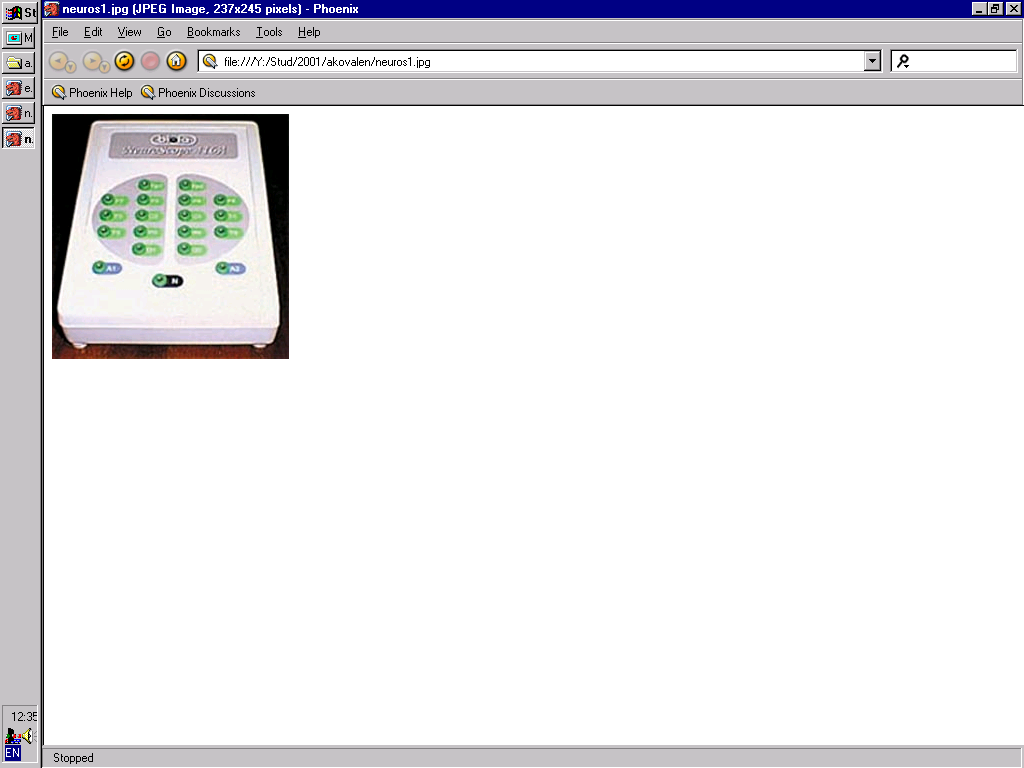 neuros1.jpg (JPEG Image, 237x245 pixels) - Phoenix
File Edit View Go Bookmarks Tools Help
file:///Y:/Stud/2001/akovalen/neuros1.jpg
Phoenix Help Phoenix Discussions
St
M
a.
e.
n.
n.
A1
A2
N
12:35
EN
Stopped